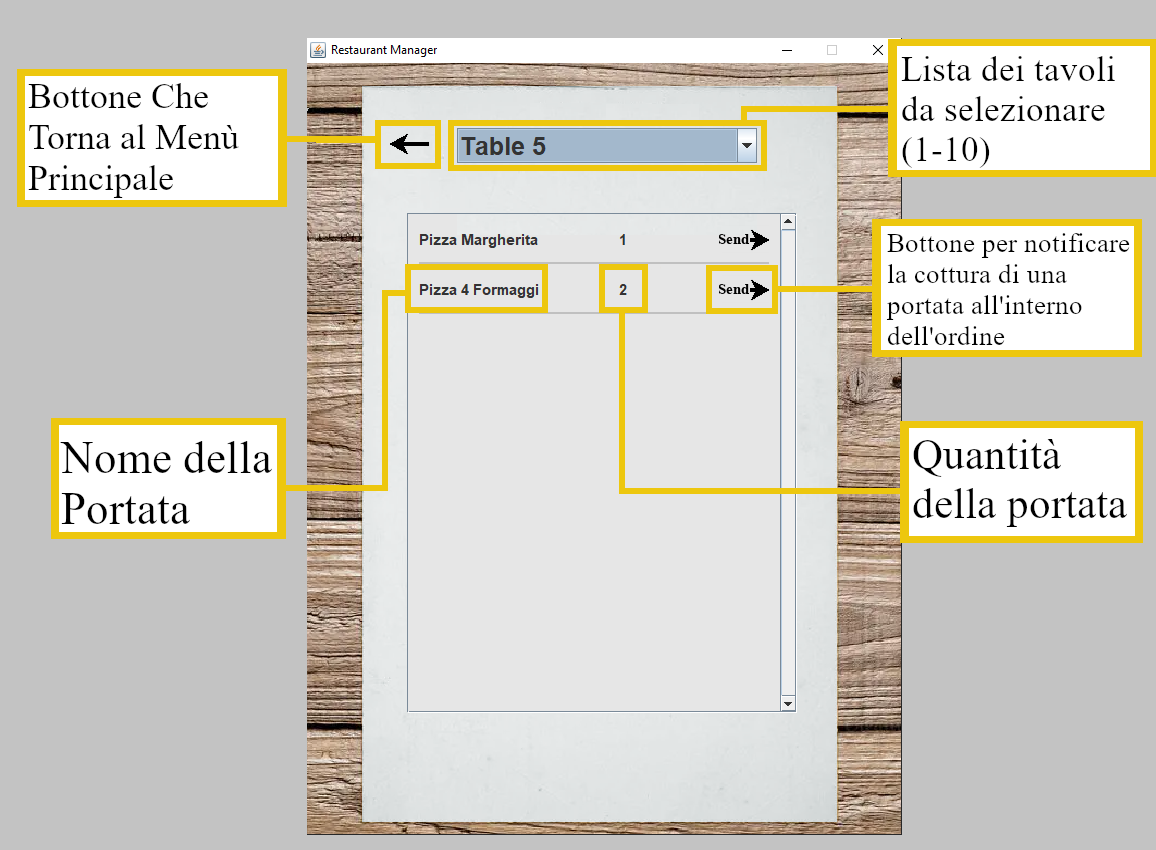 Restaurant Manager
Bottone Che
Torna al Menù
Principale
Lista dei tavoli
da selezionare
(1-10)
Table 5
Pizza Margherita 1 Send
Pizza 4 Formaggi 2 Send
Bottone per notificare
la cottura di una
portata all'interno
dell'ordine
Nome della
Portata
Quantità
della portata